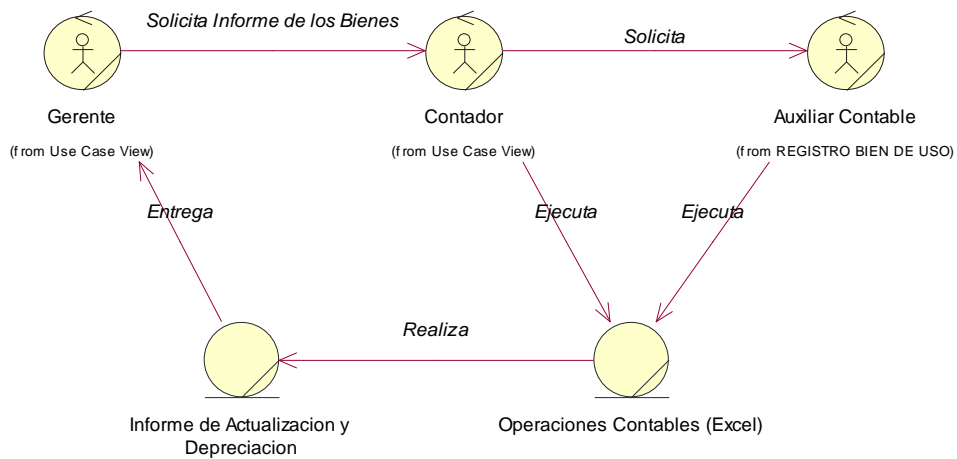 Solicita Informe de los Bienes
Solicita
Gerente
Contador
Auxiliar Contable
(from Use Case View)
(from Use Case View)
(from REGISTRO BIEN DE USO)
Entrega
Ejecuta
Ejecuta
Realiza
Informe de Actualizacion y
Depreciacion
Operaciones Contables (Excel)